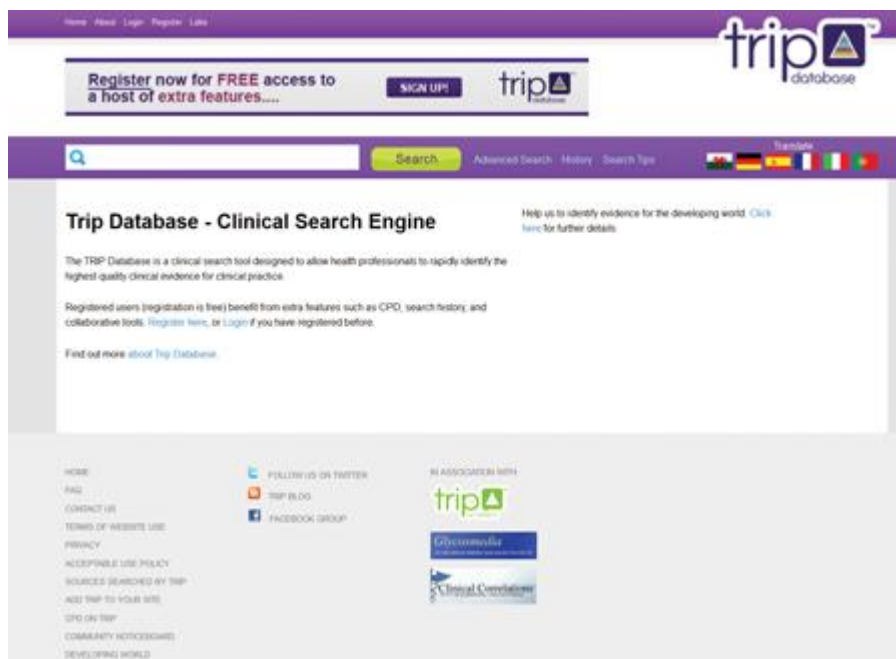 Home About Login Register Labs
trip database
Register now for FREE access to
a host of extra features....
SIGN UP!
trip database
Search
Advanced Search History Search Tips
Translate
Trip Database - Clinical Search Engine
Help us to identify evidence for the developing world. Click
here for further details
The TRIP Database is a clinical search tool designed to allow health professionals to rapidly identify the
highest quality clinical evidence for clinical practice.
Registered users (registration is free) benefit from extra features such as CPD, search history, and
collaborative tools. Register here, or Login if you have registered before.
Find out more about Trip Database.
HOME
FAQ
CONTACT US
TERMS OF WEBSITE USE
PRIVACY
ACCEPTABLE USE POLICY
SOURCES SEARCHED BY TRIP
ADD TRIP TO YOUR SITE
CPD ON TRIP
COMMUNITY NOTICEBOARD
DEVELOPING WORLD
FOLLOW US ON TWITTER
TRIP BLOG
FACEBOOK GROUP
IN ASSOCIATION WITH
trip
Glycosmedia
Clinical Correlations